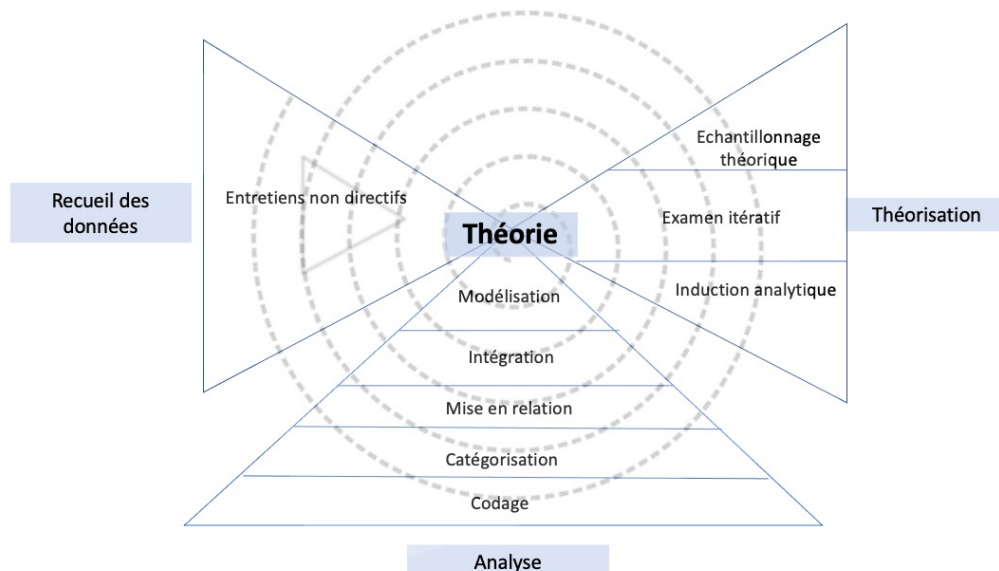 Echantillonnage
théorique
Recueil des
données
Entretiens non directifs
Examen itératif
Théorisation
Théorie
Induction analytique
Modélisation
Intégration
Mise en relation
Catégorisation
Codage
Analyse